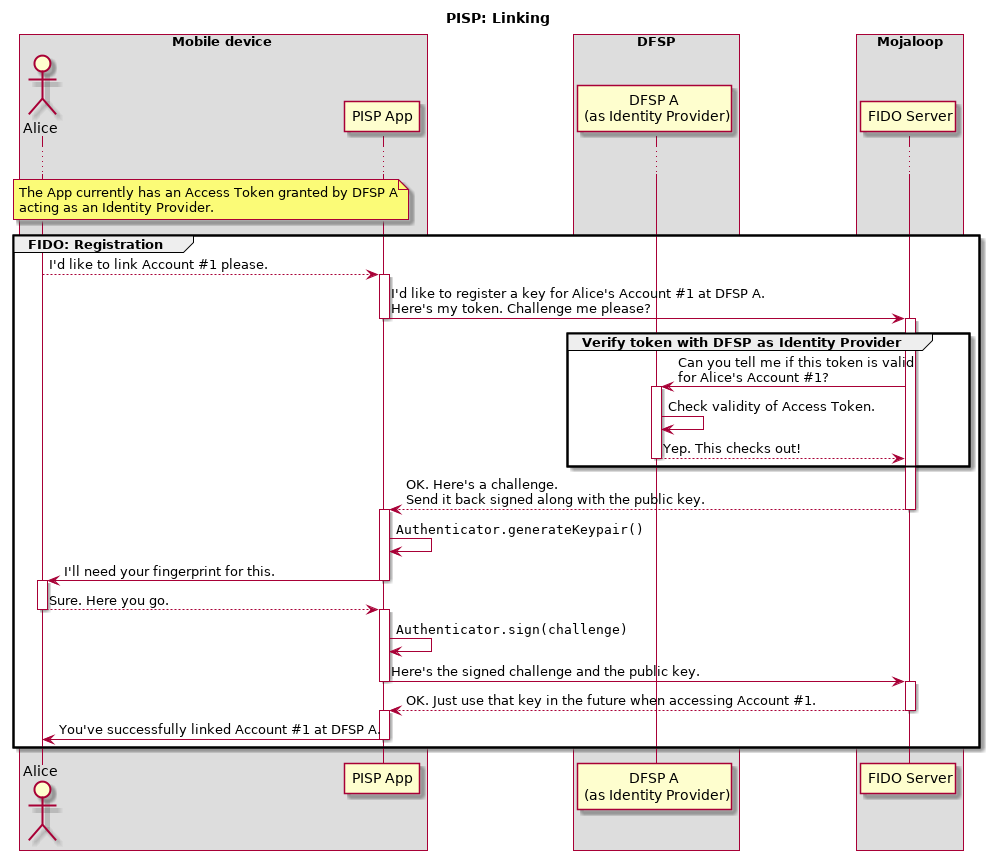 PISP: Linking
Mobile device
DFSP
Mojaloop
Alice
PISP App
DFSP A
(as Identity Provider)
FIDO Server
The App currently has an Access Token granted by DFSP A
acting as an Identity Provider.
FIDO: Registration
I'd like to link Account #1 please.
I'd like to register a key for Alice's Account #1 at DFSP A.
Here's my token. Challenge me please?
Verify token with DFSP as Identity Provider
Can you tell me if this token is valid
for Alice's Account #1?
Check validity of Access Token.
Yep. This checks out!
OK. Here's a challenge.
Send it back signed along with the public key.
Authenticator.generateKeypair()
I'll need your fingerprint for this.
Sure. Here you go.
Authenticator.sign(challenge)
Here's the signed challenge and the public key.
OK. Just use that key in the future when accessing Account #1.
You've successfully linked Account #1 at DFSP A.
Alice
PISP App
DFSP A
(as Identity Provider)
FIDO Server